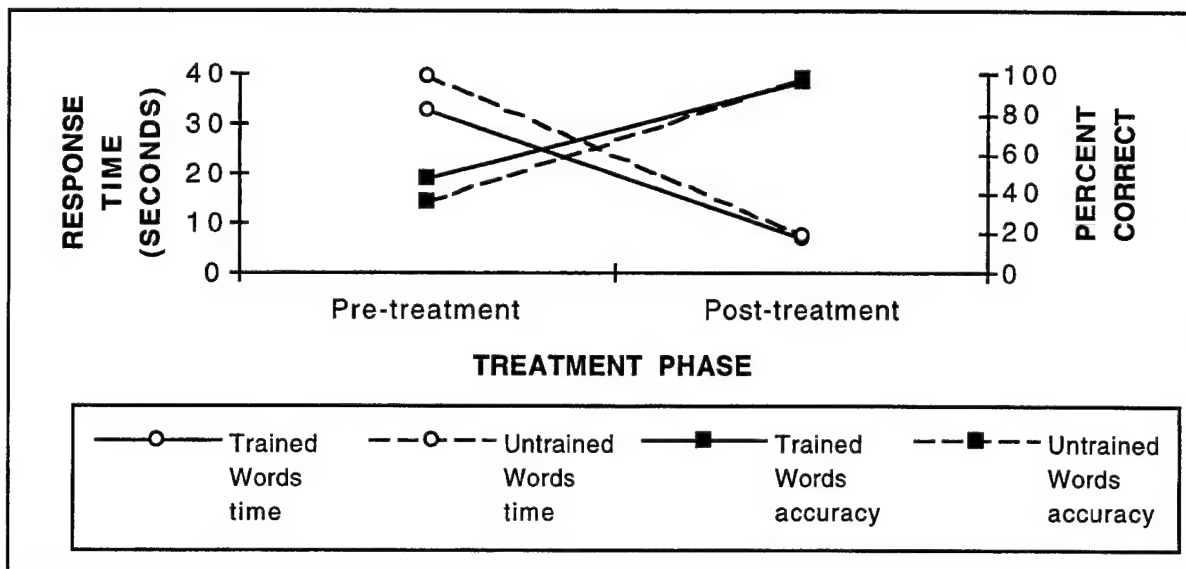 RESPONSE
TIME
(SECONDS)
40
30
20
10
0
100
80
60
40
20
0
PERCENT
CORRECT
Pre-treatment Post-treatment
TREATMENT PHASE
Trained Untrained Trained Untrained
Words Words Words Words
time time accuracy accuracy